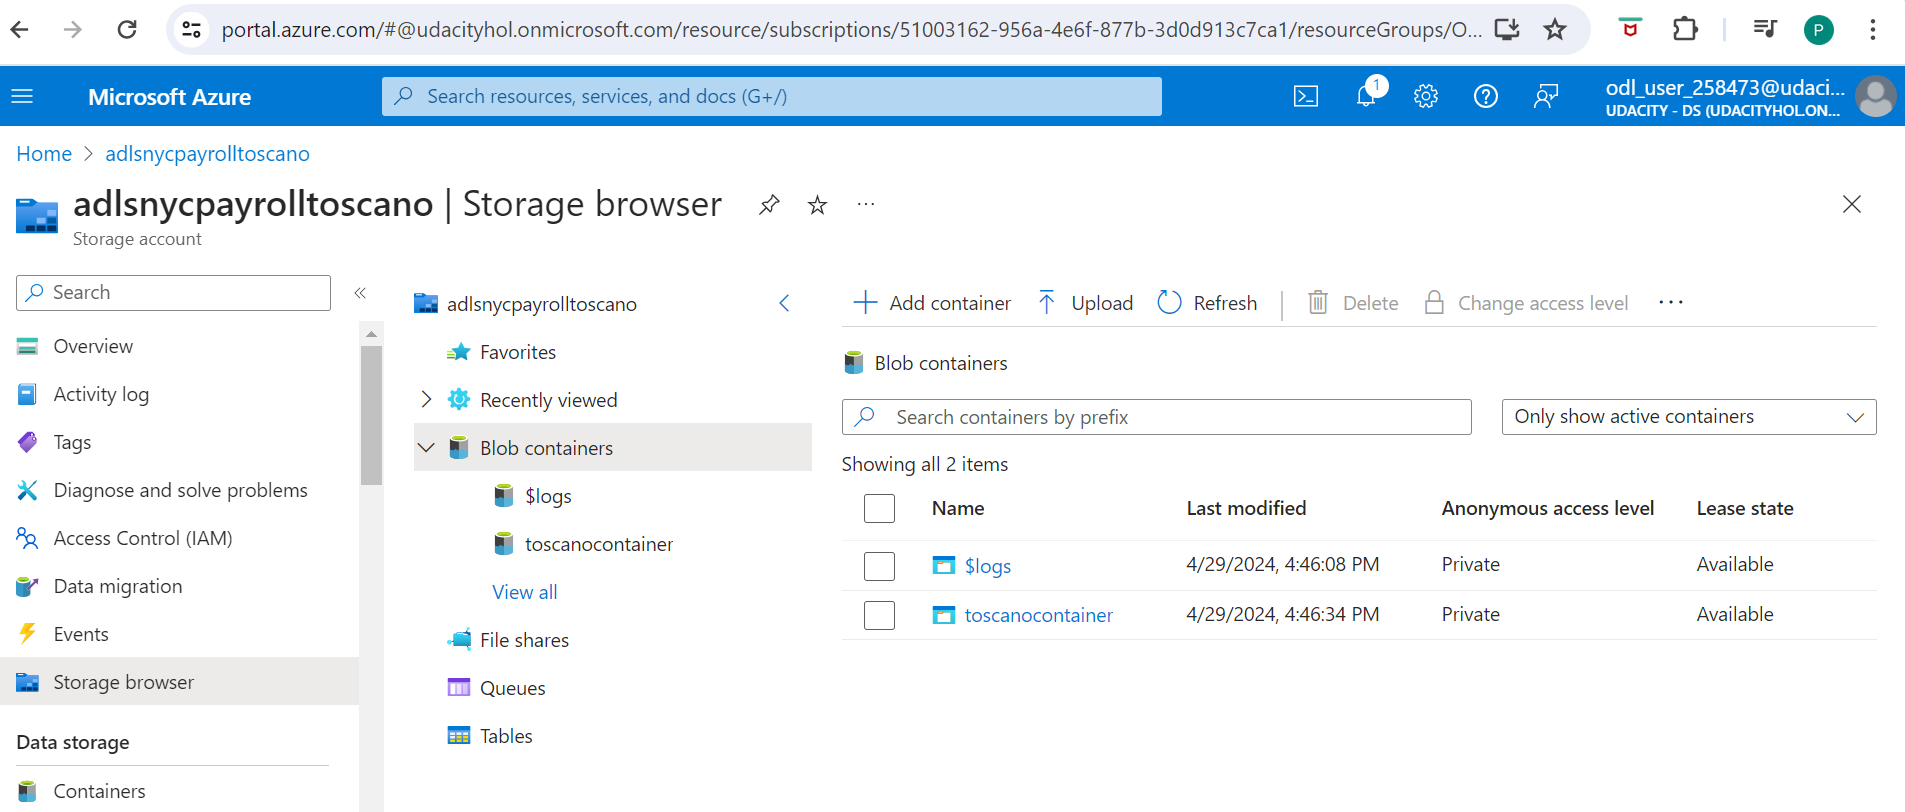 portal.azure.com/#@udacityhol.onmicrosoft.com/resource/subscriptions/51003162-956a-4e6f-877b-3d0d913c7ca1/resourceGroups/O...
P
Microsoft Azure
Search resources, services, and docs (G+/)
1
odl_user_258473@udaci...
UDACITY - DS (UDACITYHOL.ON...
Home > adlsnycpayrolltoscano
adlsnycpayrolltoscano | Storage browser
Storage account
Search
Overview
Activity log
Tags
Diagnose and solve problems
Access Control (IAM)
Data migration
Events
Storage browser
Data storage
Containers
adlsnycpayrolltoscano
Favorites
Recently viewed
Blob containers
$logs
toscanocontainer
View all
File shares
Queues
Tables
Add container Upload Refresh Delete Change access level
Blob containers
Search containers by prefix
Only show active containers
Showing all 2 items
Name Last modified Anonymous access level Lease state
$logs 4/29/2024, 4:46:08 PM Private Available
toscanocontainer 4/29/2024, 4:46:34 PM Private Available